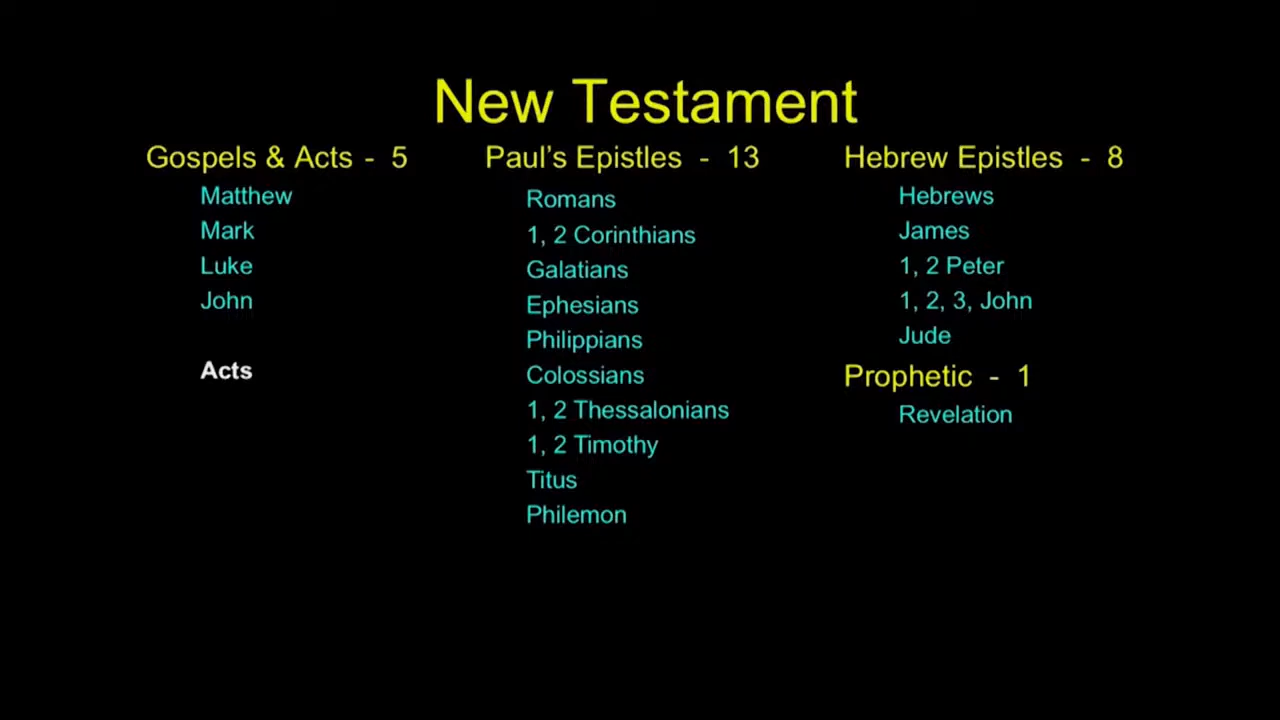 New Testament
Gospels & Acts - 5
Matthew
Mark
Luke
John
Acts
Paul’s Epistles - 13
Romans
1, 2 Corinthians
Galatians
Ephesians
Philippians
Colossians
1, 2 Thessalonians
1, 2 Timothy
Titus
Philemon
Hebrew Epistles - 8
Hebrews
James
1, 2 Peter
1, 2, 3, John
Jude
Prophetic - 1
Revelation